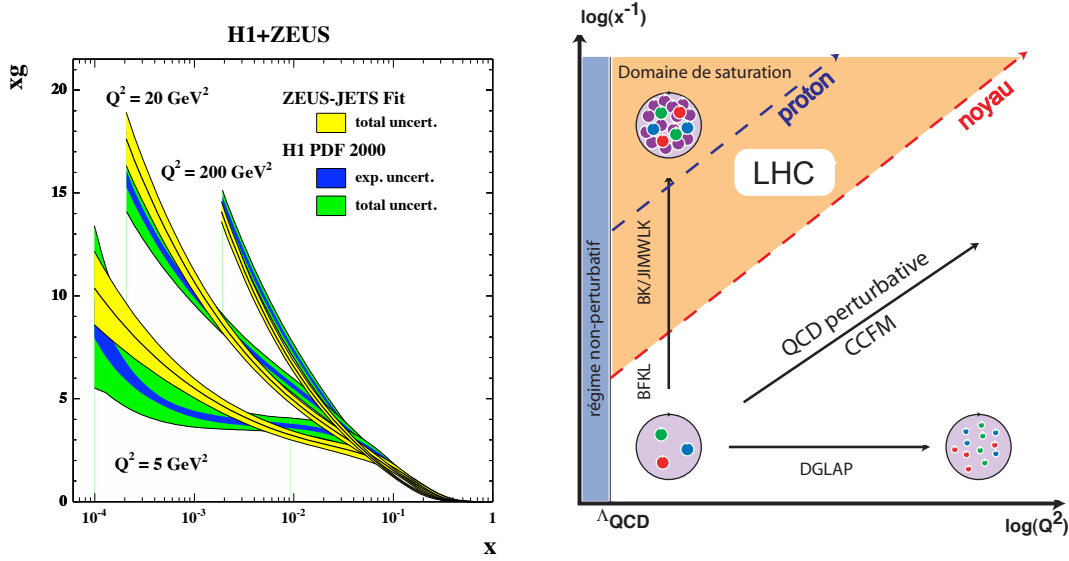 H1+ZEUS
xg
20
15
10
5
0
Q² = 20 GeV²
Q² = 200 GeV²
Q² = 5 GeV²
ZEUS-JETS Fit
total uncert.
H1 PDF 2000
exp. uncert.
total uncert.
10⁻⁴
10⁻³
10⁻²
10⁻¹
1
x
log(x⁻¹)
Domaine de saturation
proton
noyau
LHC
régime non-perturbatif
BK/JIMWLK
BFKL
QCD perturbative
CCFM
DGLAP
ΛQCD
log(Q²)